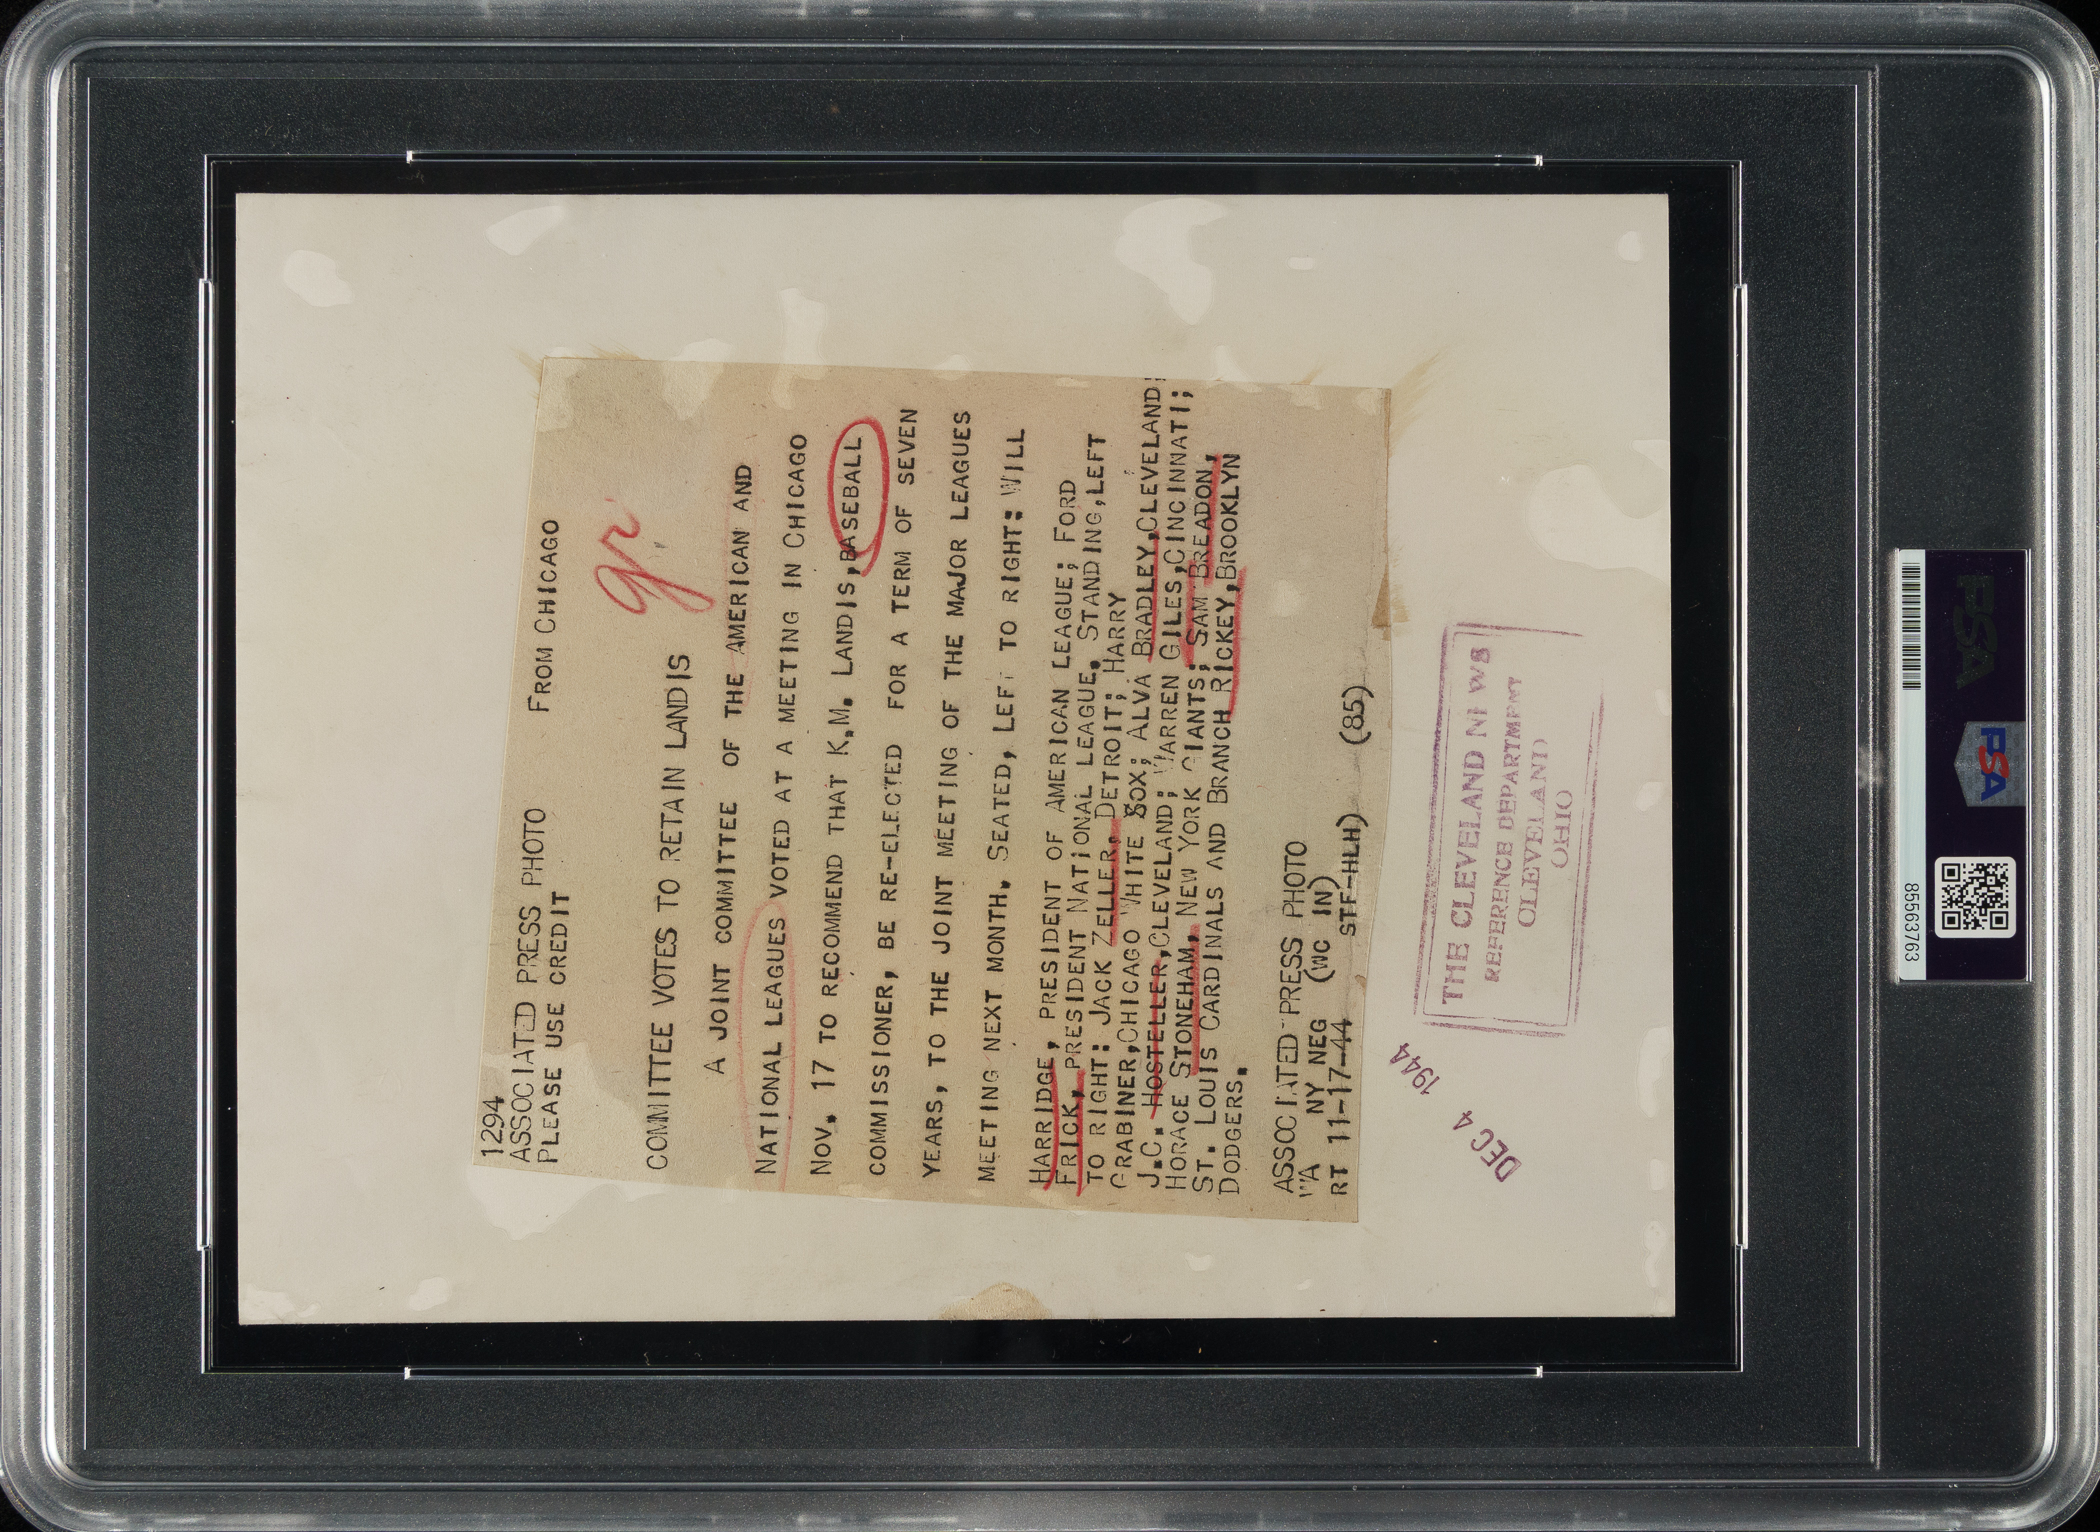 1294
ASSOCIATED PRESS PHOTO FROM CHICAGO
PLEASE USE CREDIT
gr
COMMITTEE VOTES TO RETAIN LANDIS
A JOINT COMMITTEE OF THE AMERICAN AND
NATIONAL LEAGUES VOTED AT A MEETING IN CHICAGO
NOV. 17 TO RECOMMEND THAT K.M. LANDIS, BASEBALL
COMMISSIONER, BE RE-ELECTED FOR A TERM OF SEVEN
YEARS, TO THE JOINT MEETING OF THE MAJOR LEAGUES
MEETING NEXT MONTH. SEATED, LEFT TO RIGHT: WILL
HARRIDGE, PRESIDENT OF AMERICAN LEAGUE; FORD
FRICK, PRESIDENT NATIONAL LEAGUE. STANDING, LEFT
TO RIGHT: JACK ZELLER, DETROIT; HARRY
GRABINER, CHICAGO WHITE SOX; ALVA BRADLEY, CLEVELAND;
J.C. HOSTELLER, CLEVELAND; WARREN GILES, CINCINNATI;
HORACE STONEHAM, NEW YORK GIANTS; SAM BREADON,
ST. LOUIS CARDINALS AND BRANCH RICKEY, BROOKLYN
DODGERS.
ASSOCIATED PRESS PHOTO
WA NY NEG (WC IN)
RT 11-17-44 STF-HLH) (85)
THE CLEVELAND NEWS
REFERENCE DEPARTMENT
CLEVELAND
OHIO
DEC 4 1944
PSA
PSA
85563763